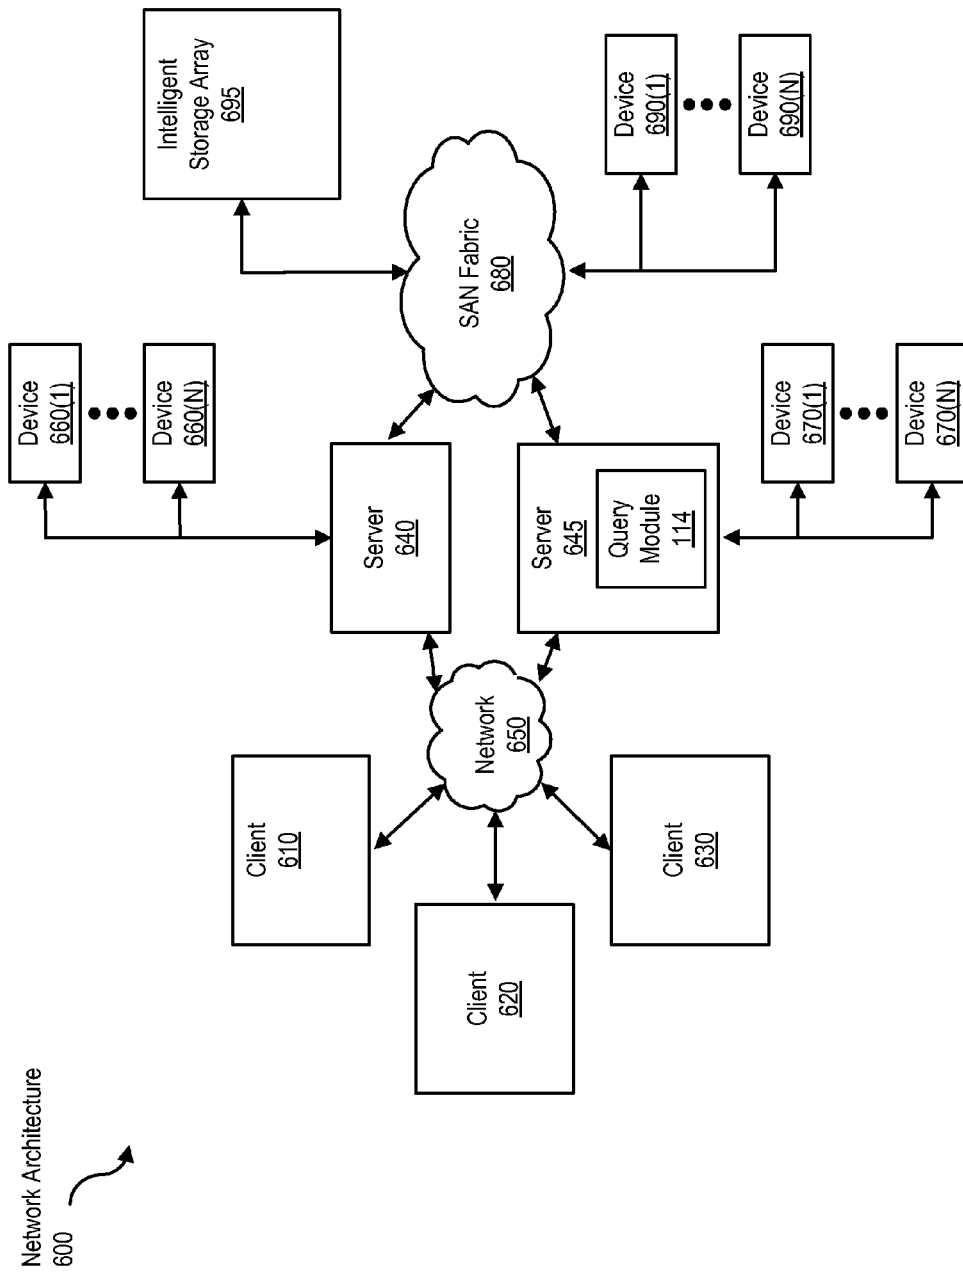 Network Architecture
600
Client
610
Client
620
Client
630
Network
650
Server
640
Server
645
Query
Module
114
Device
660(1)
Device
660(N)
Device
670(1)
Device
670(N)
SAN Fabric
680
Intelligent
Storage Array
695
Device
690(1)
Device
690(N)